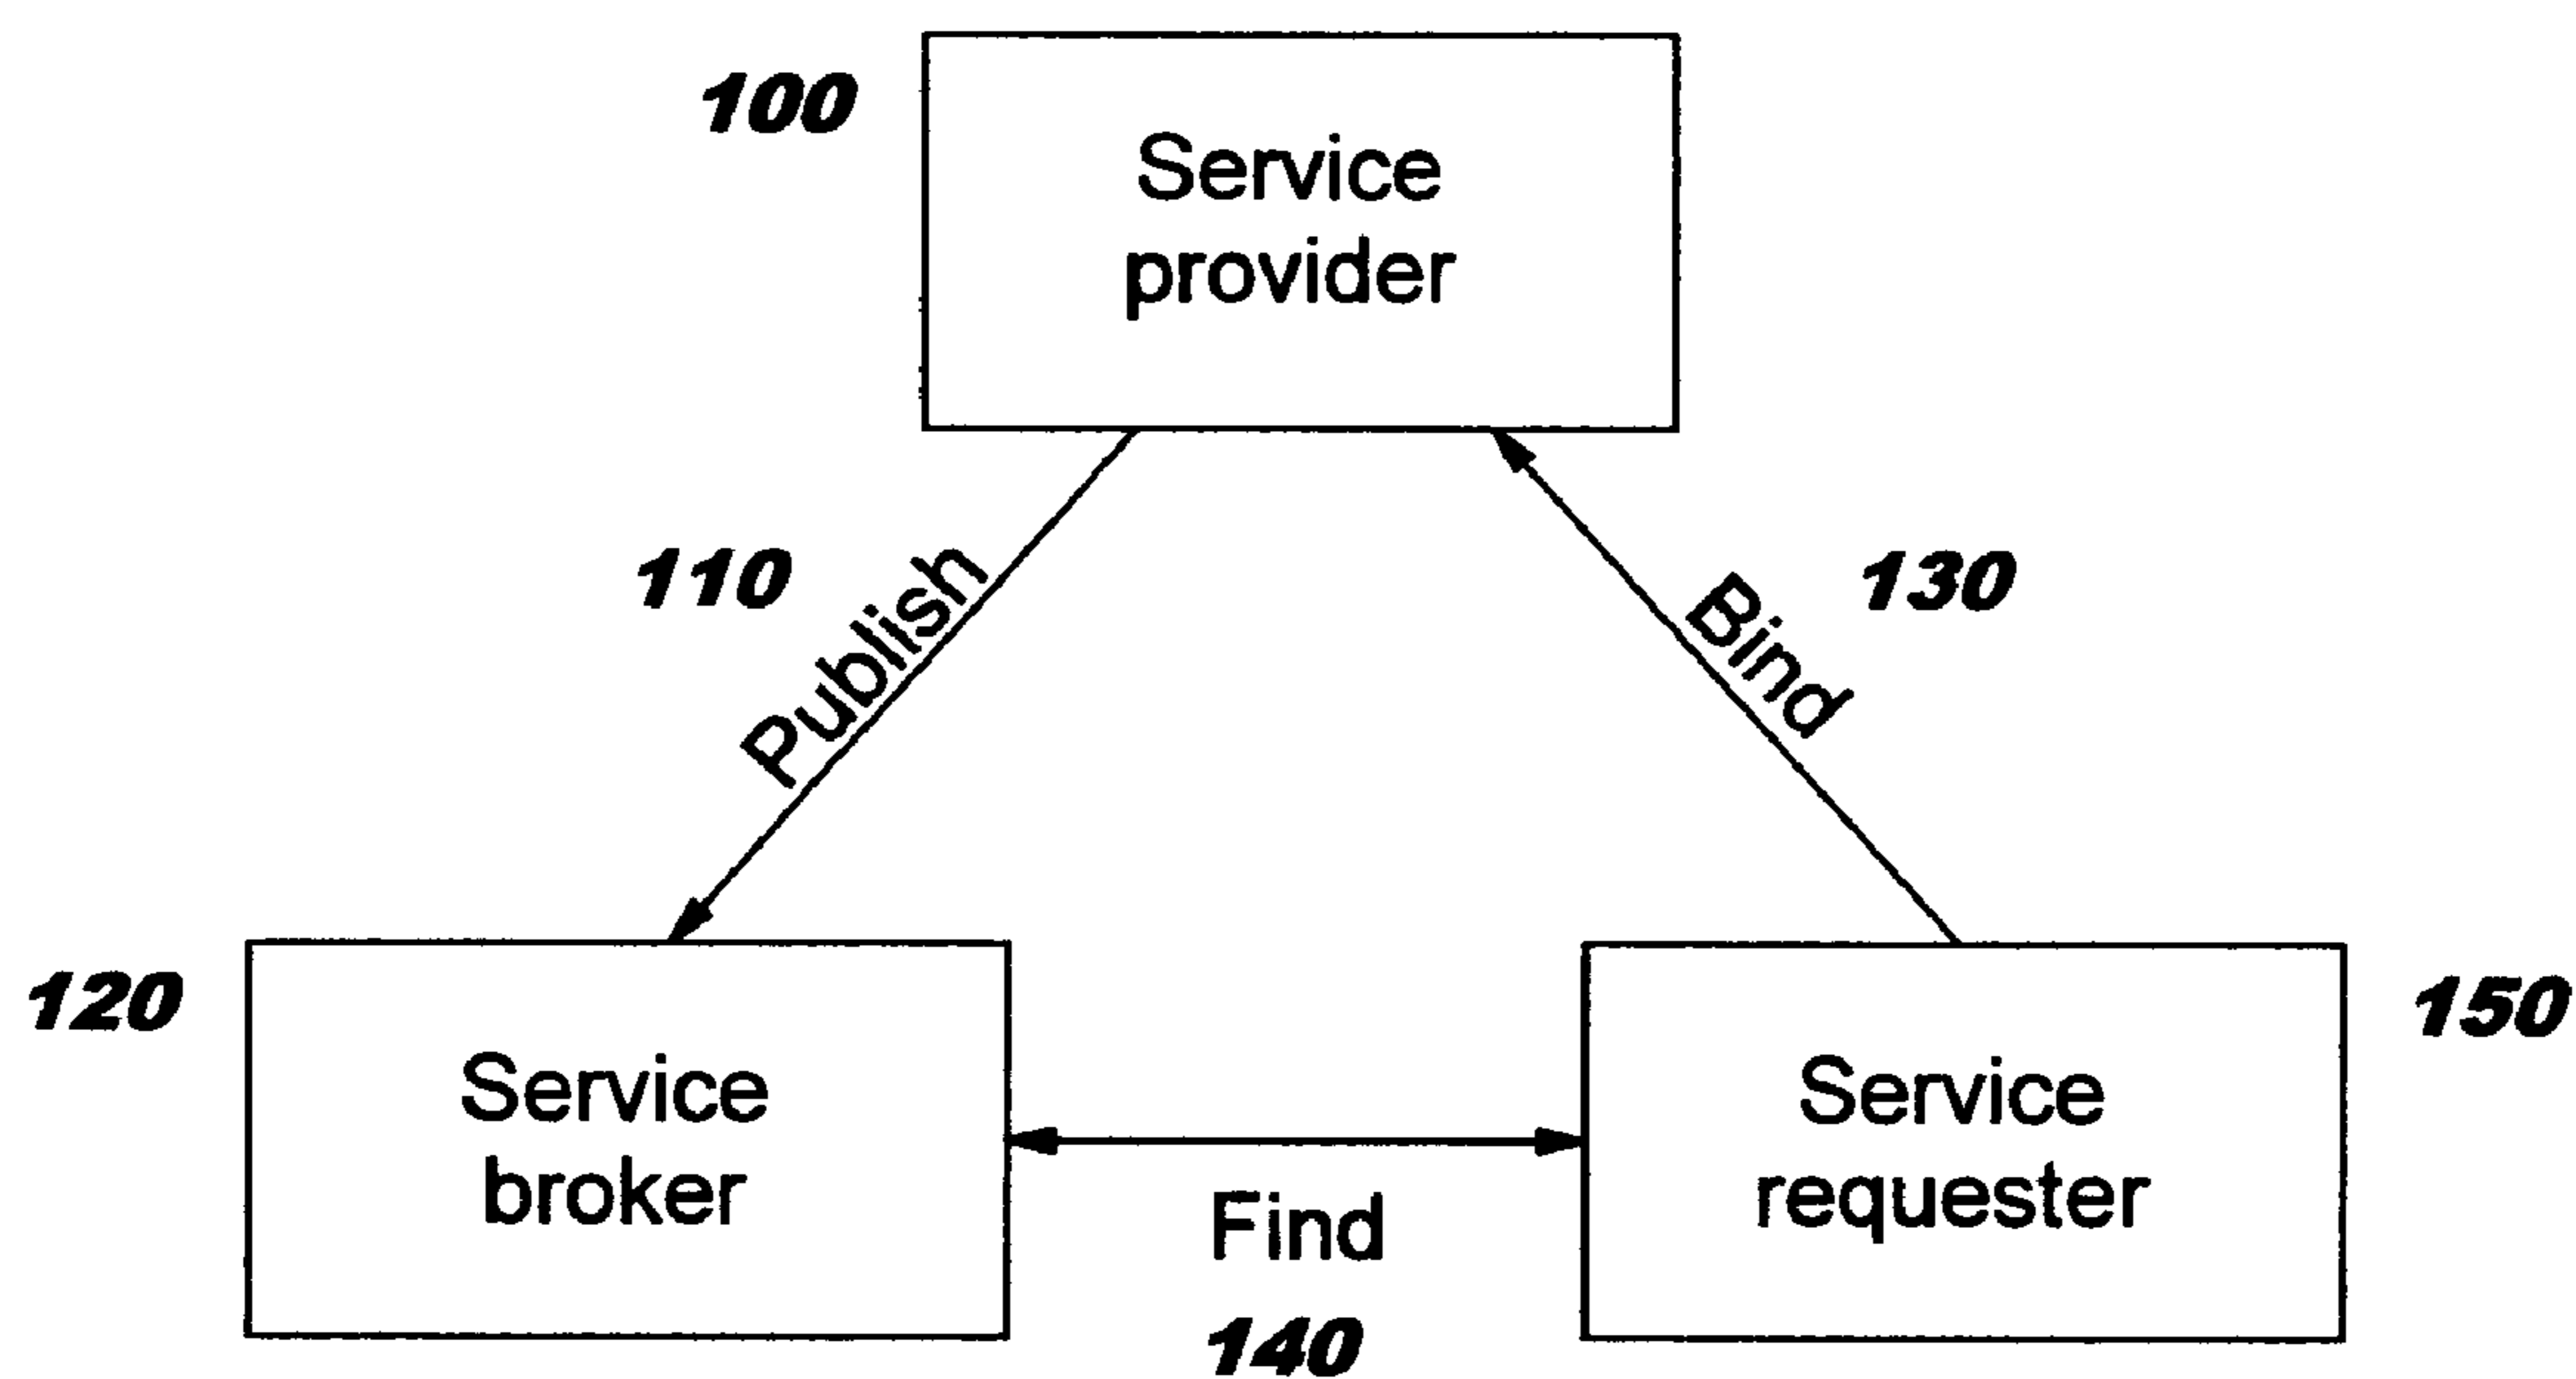 100
Service
provider
110
Publish
130
Bind
120
Service
broker
150
Service
requester
Find
140